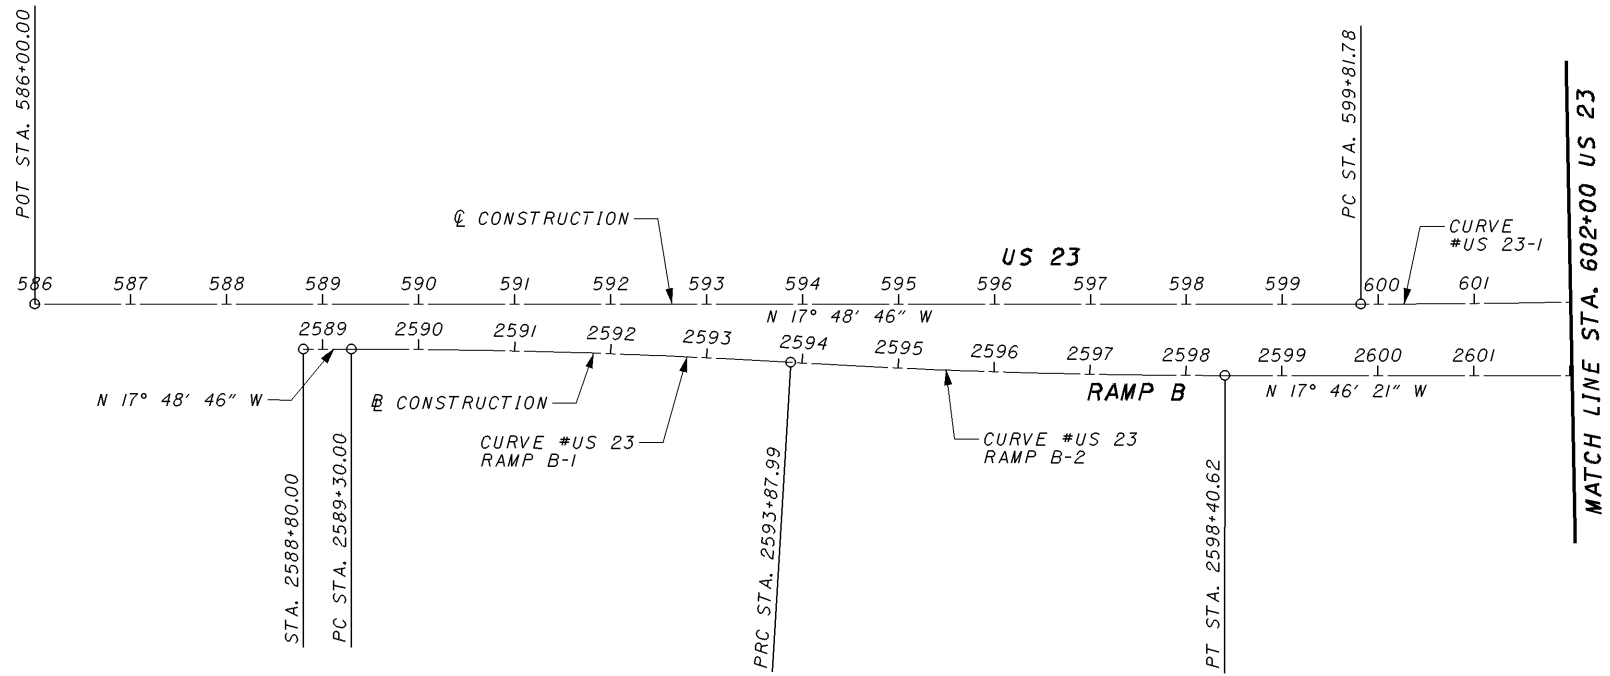 POT STA. 586+00.00
PC STA. 599+81.78
MATCH LINE STA. 602+00 US 23
℄ CONSTRUCTION
US 23
CURVE
#US 23-1
586 587 588 589 590 591 592 593 594 595 596 597 598 599 600 601
N 17° 48' 46" W
2589 2590 2591 2592 2593 2594 2595 2596 2597 2598 2599 2600 2601
N 17° 48' 46" W
℄ CONSTRUCTION
RAMP B
N 17° 46' 21" W
CURVE #US 23
RAMP B-1
CURVE #US 23
RAMP B-2
STA. 2588+80.00
PC STA. 2589+30.00
PRC STA. 2593+87.99
PT STA. 2598+40.62